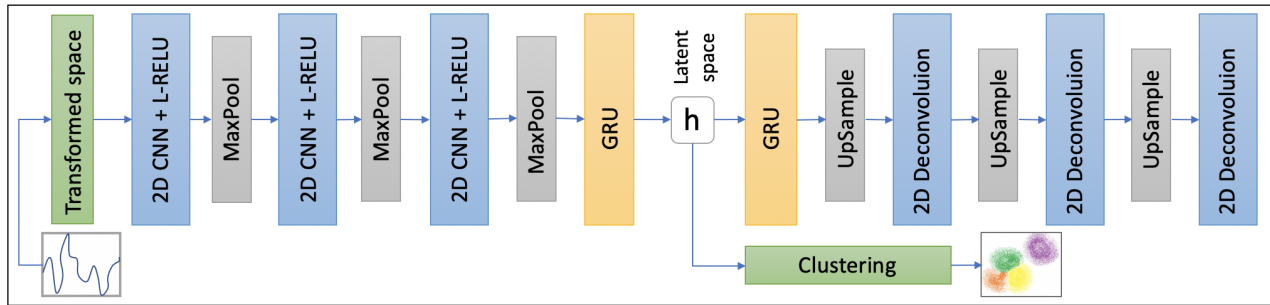 Transformed space
2D CNN + L-RELU
MaxPool
2D CNN + L-RELU
MaxPool
2D CNN + L-RELU
MaxPool
GRU
Latent
space
h
GRU
UpSample
2D Deconvoluion
UpSample
2D Deconvoluion
UpSample
2D Deconvoluion
Clustering